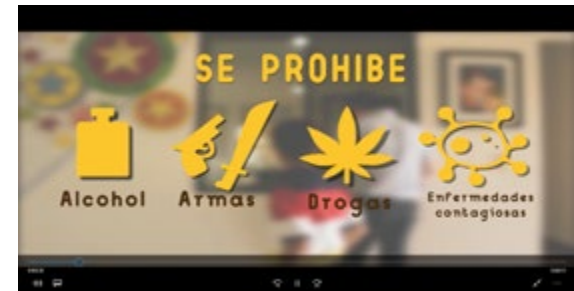 SE PROHIBE
Alcohol
Armas
Drogas
Enfermedades
contagiosas